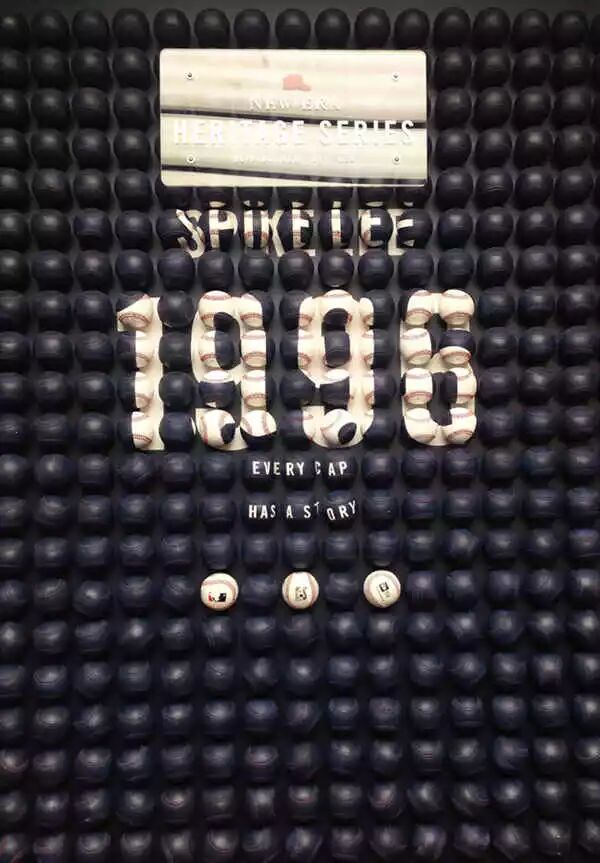 NEW ERA
HERITAGE SERIES
SPIKE LEE
1996
EVERY CAP
HAS A STORY